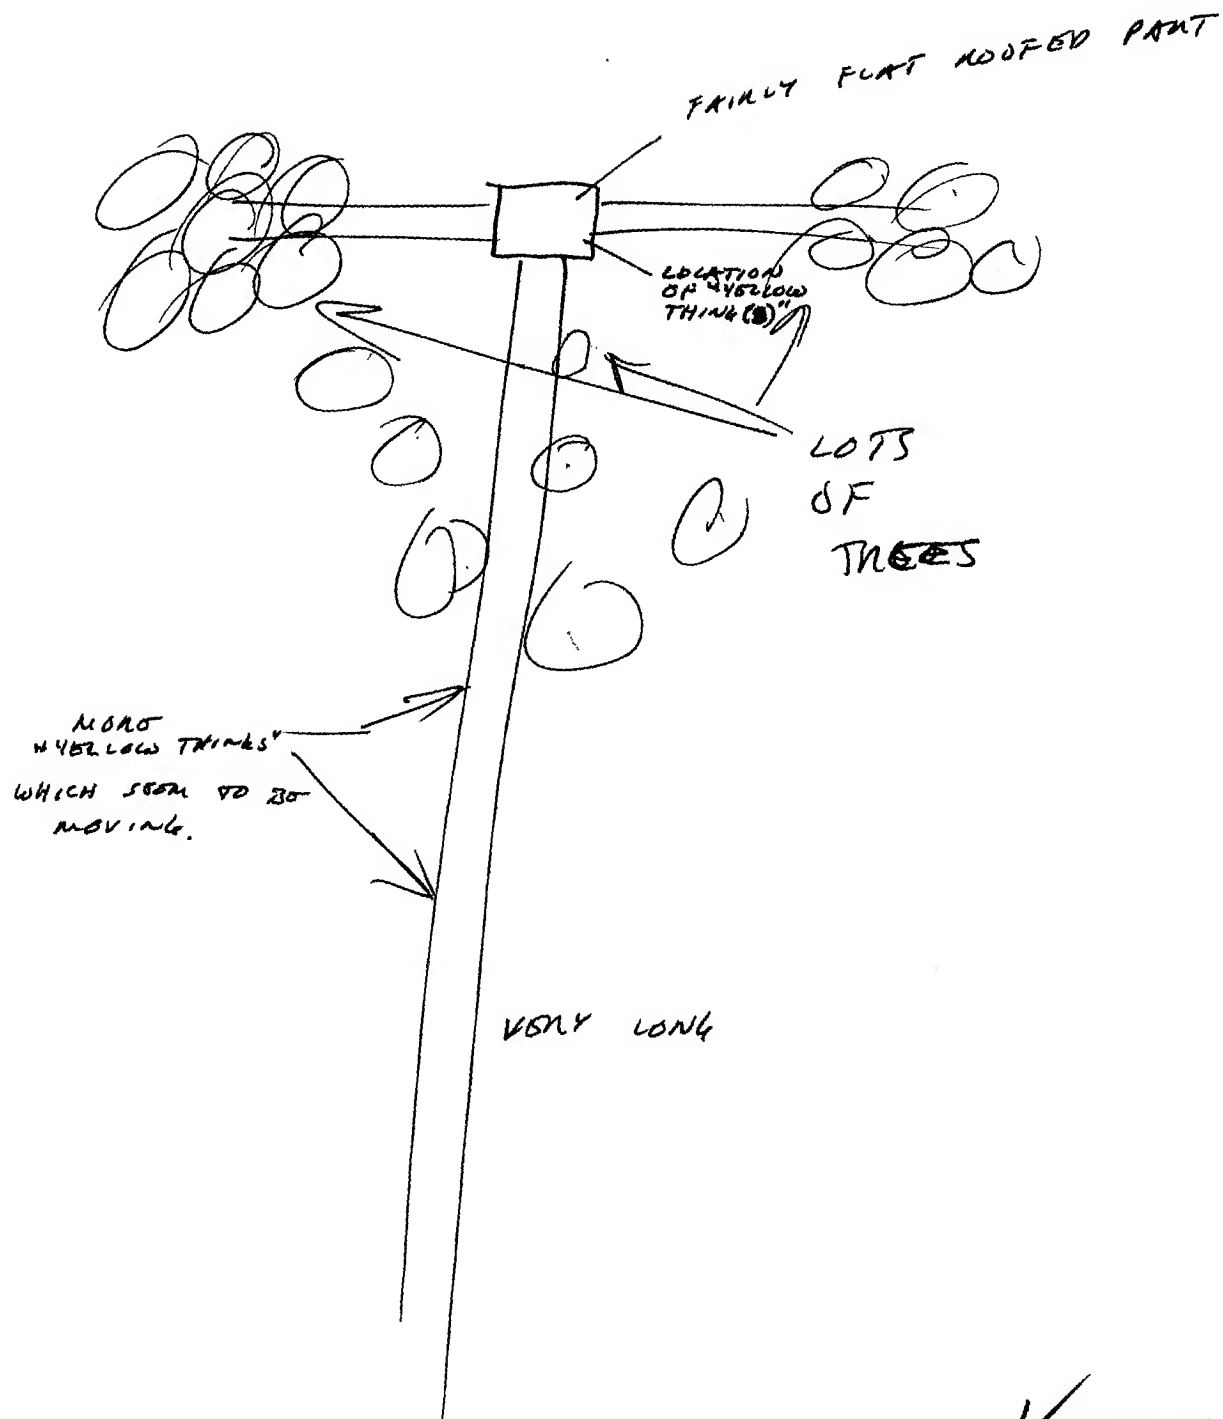 FAIRLY FLAT ROOFED PART
LOCATION
OF "YELLOW
THING(S)"
LOTS
OF
TREES
MORE
"YELLOW THINGS"
WHICH SEEM TO BE
MOVING.
VERY LONG